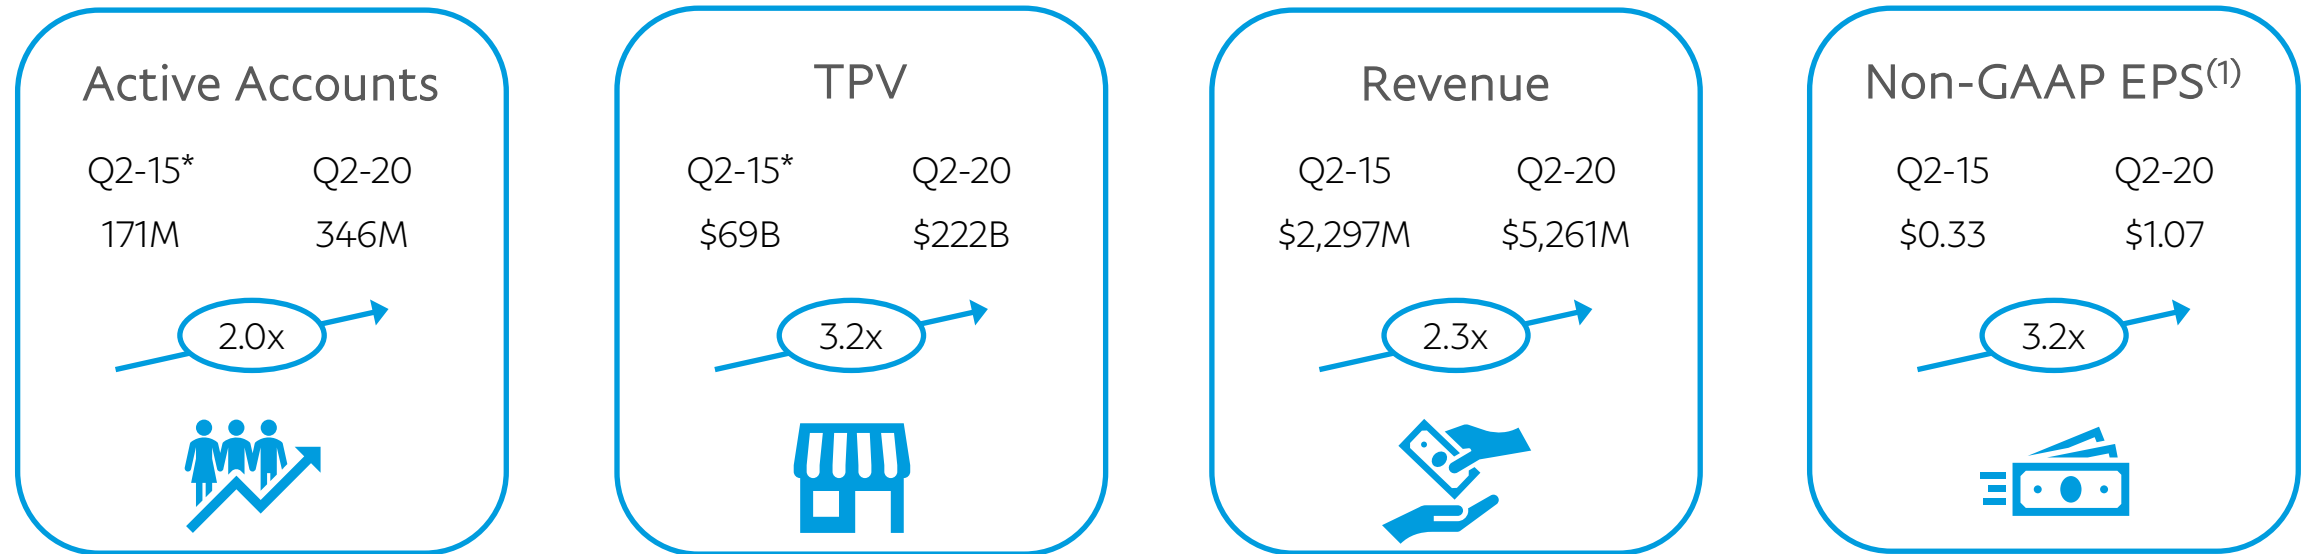 Active Accounts
Q2-15* Q2-20
171M 346M
2.0x
TPV
Q2-15* Q2-20
$69B $222B
3.2x
Revenue
Q2-15 Q2-20
$2,297M $5,261M
2.3x
Non-GAAP EPS(1)
Q2-15 Q2-20
$0.33 $1.07
3.2x